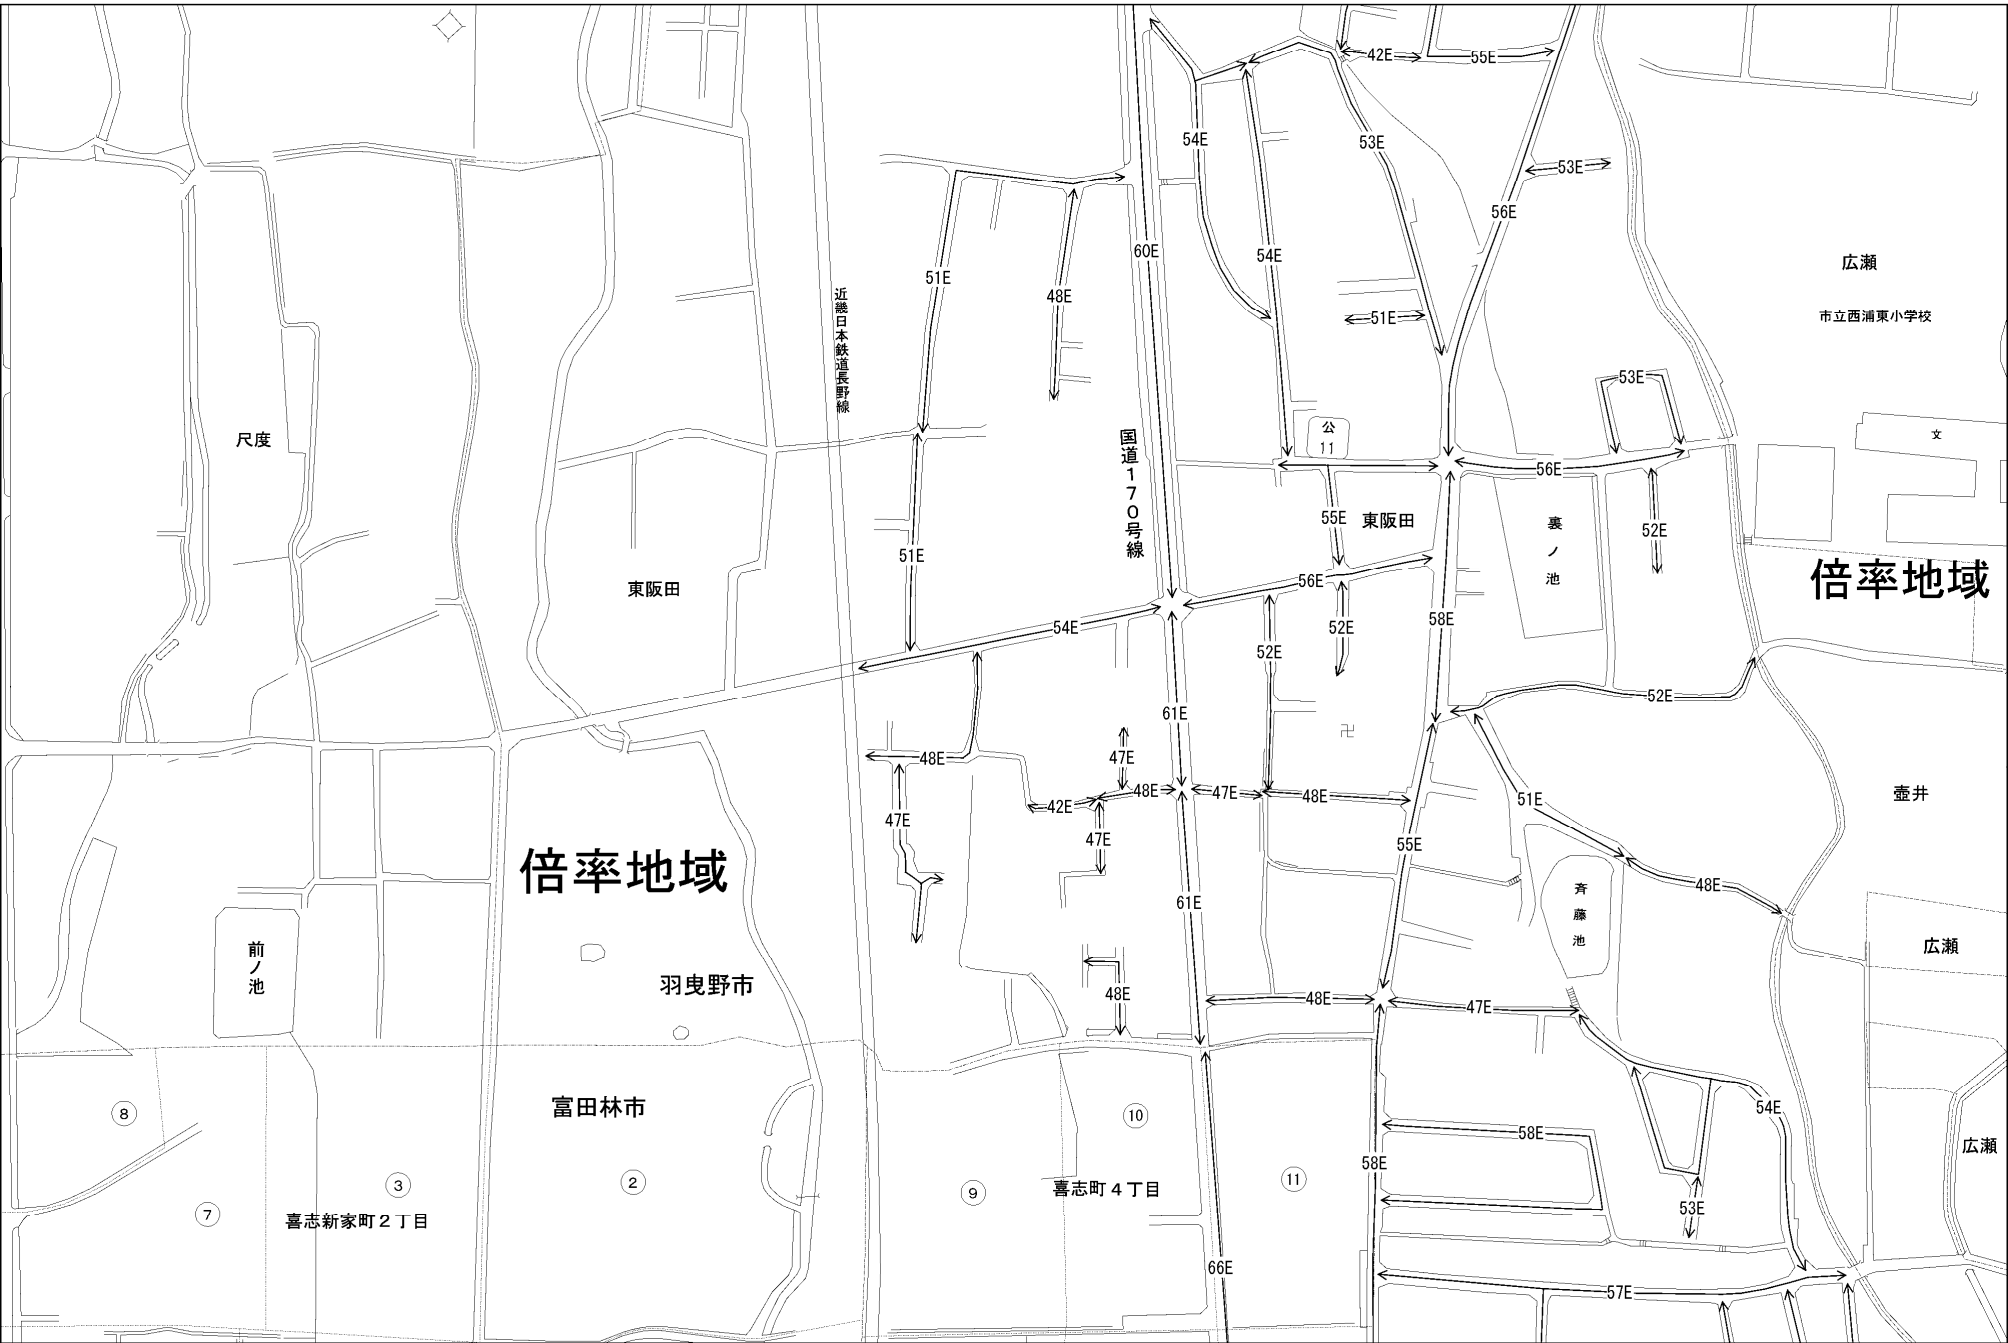 42E
55E
54E
53E
53E
56E
60E
54E
広瀬
51E
48E
近畿日本鉄道長野線
51E
市立西浦東小学校
53E
公
11
尺度
文
国道170号線
56E
55E
東阪田
裏ノ池
52E
51E
倍率地域
56E
東阪田
54E
52E
58E
52E
52E
61E
48E
47E
48E
42E
47E
48E
51E
壺井
47E
47E
55E
倍率地域
48E
斉藤池
61E
前ノ池
広瀬
羽曳野市
48E
48E
47E
富田林市
8
10
54E
58E
広瀬
58E
3
2
9
喜志町4丁目
11
7
喜志新家町2丁目
53E
66E
57E